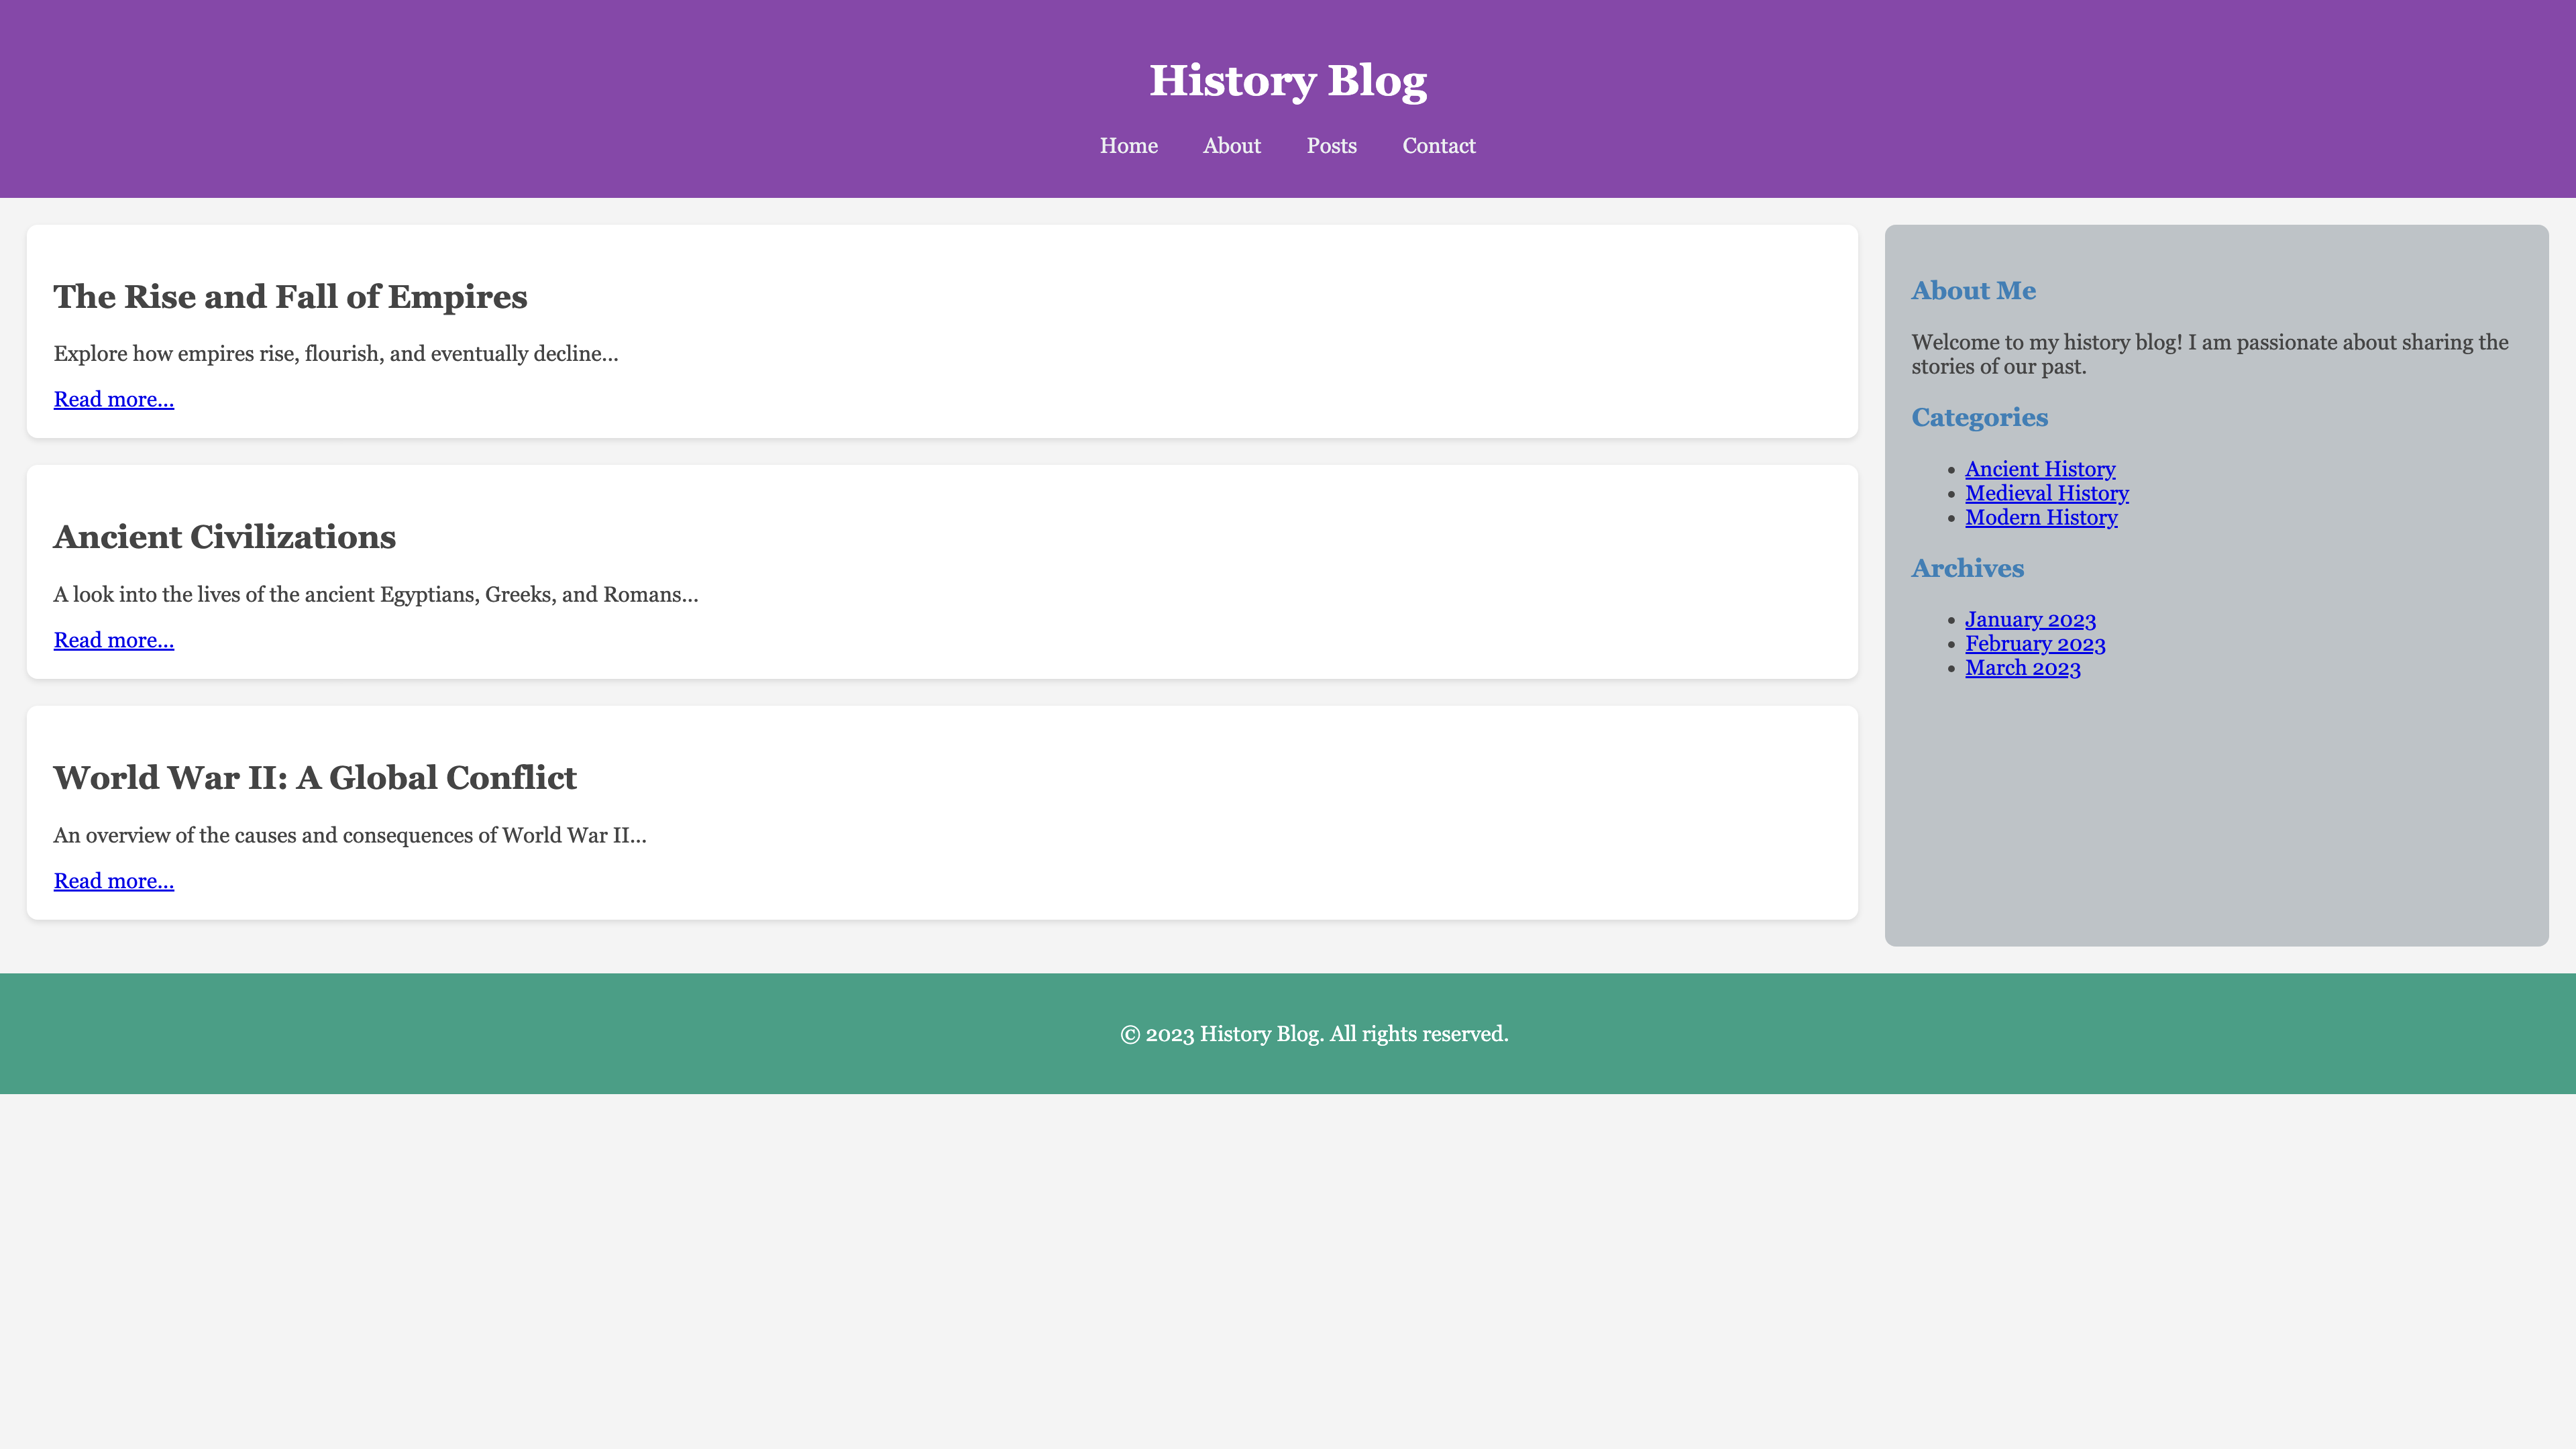 History Blog
Home About Posts Contact
The Rise and Fall of Empires
Explore how empires rise, flourish, and eventually decline...
Read more...
Ancient Civilizations
A look into the lives of the ancient Egyptians, Greeks, and Romans...
Read more...
World War II: A Global Conflict
An overview of the causes and consequences of World War II...
Read more...
About Me
Welcome to my history blog! I am passionate about sharing the
stories of our past.
Categories
• Ancient History
• Medieval History
• Modern History
Archives
• January 2023
• February 2023
• March 2023
© 2023 History Blog. All rights reserved.